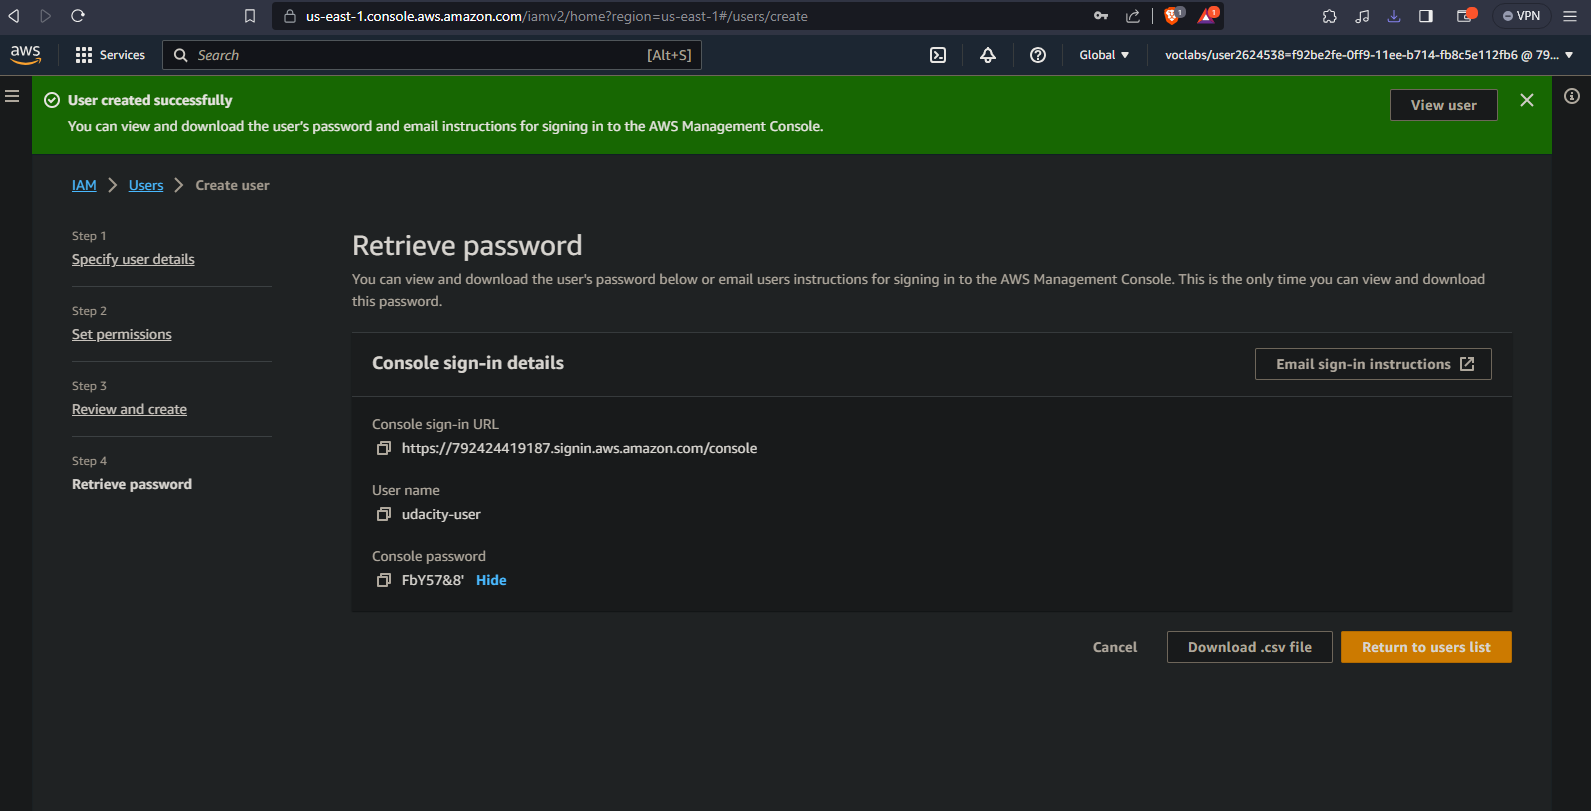 us-east-1.console.aws.amazon.com/iamv2/home?region=us-east-1#/users/create
1
1
VPN
aws
Services
Search
[Alt+S]
Global
voclabs/user2624538=f92be2fe-0ff9-11ee-b714-fb8c5e112fb6 @ 79...
User created successfully
You can view and download the user's password and email instructions for signing in to the AWS Management Console.
View user
IAM
Users
Create user
Step 1
Specify user details
Step 2
Set permissions
Step 3
Review and create
Step 4
Retrieve password
Retrieve password
You can view and download the user's password below or email users instructions for signing in to the AWS Management Console. This is the only time you can view and download
this password.
Console sign-in details
Email sign-in instructions
Console sign-in URL
https://792424419187.signin.aws.amazon.com/console
User name
udacity-user
Console password
FbY57&8' Hide
Cancel
Download .csv file
Return to users list